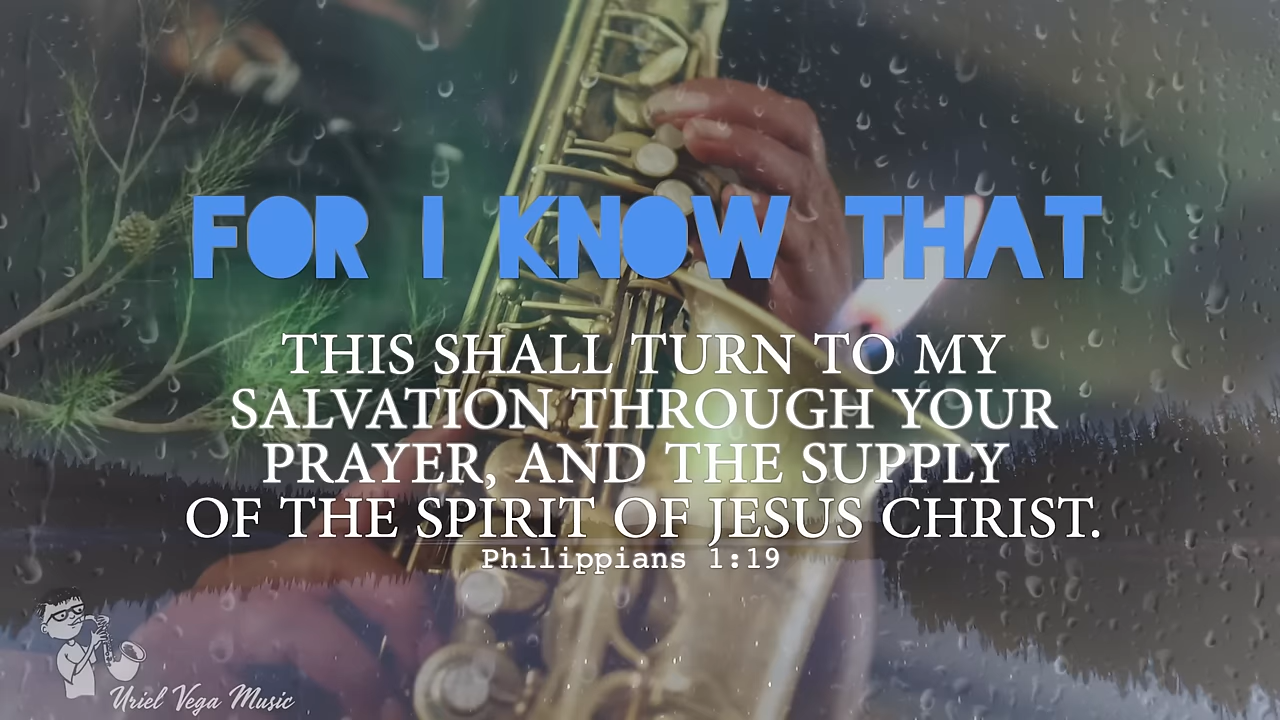 FOR I KNOW THAT
THIS SHALL TURN TO MY
SALVATION THROUGH YOUR
PRAYER, AND THE SUPPLY
OF THE SPIRIT OF JESUS CHRIST.
Philippians 1:19
Uriel Vega Music